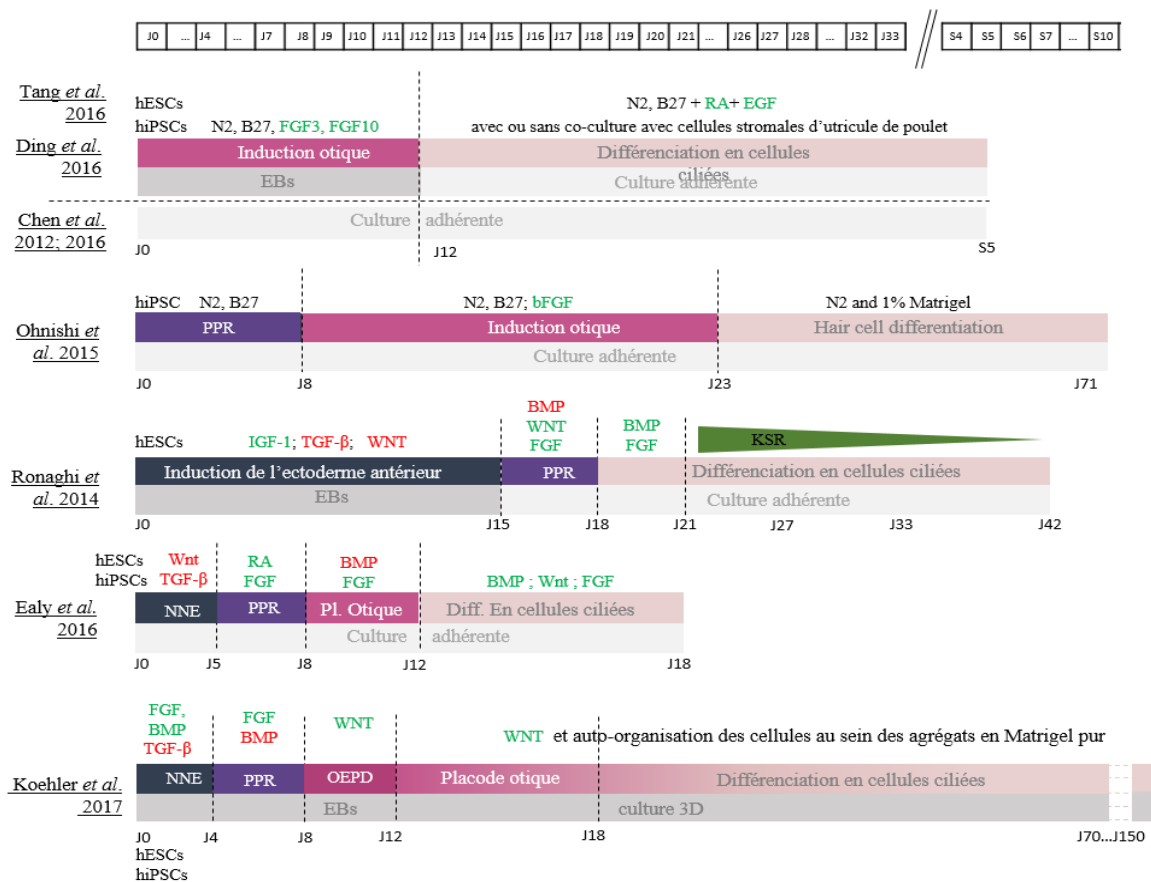 J0 ... J4 ... J7 J8 J9 J10 J11 J12 J13 J14 J15 J16 J17 J18 J19 J20 J21 ... J26 J27 J28 ... J32 J33 // S4 S5 S6 S7 ... S10
Tang et al.
2016
Ding et al.
2016
hESCs
hiPSCs
N2, B27, FGF3, FGF10
N2, B27 + RA+ EGF
avec ou sans co-culture avec cellules stromales d'utricule de poulet
Induction otique
Différenciation en cellules
ciliées
EBs
Culture adhérente
Chen et al.
2012; 2016
Culture adhérente
J0
J12
S5
Ohnishi et
al. 2015
hiPSC N2, B27
N2, B27; bFGF
N2 and 1% Matrigel
PPR
Induction otique
Hair cell differentiation
Culture adhérente
J0
J8
J23
J71
Ronaghi et
al. 2014
hESCs
IGF-1; TGF-β; WNT
BMP
WNT
FGF
BMP
FGF
KSR
Induction de l'ectoderme antérieur
PPR
Différenciation en cellules ciliées
EBs
Culture adhérente
J0
J15
J18
J21
J27
J33
J42
Ealy et al.
2016
hESCs
hiPSCs
Wnt
TGF-β
RA
FGF
BMP
FGF
BMP ; Wnt ; FGF
NNE
PPR
Pl. Otique
Diff. En cellules ciliées
Culture adhérente
J0
J5
J8
J12
J18
Koehler et al.
2017
FGF,
BMP
TGF-β
FGF
BMP
WNT
WNT et auto-organisation des cellules au sein des agrégats en Matrigel pur
NNE
PPR
OEPD
Placode otique
Différenciation en cellules ciliées
EBs
culture 3D
J0
J4
J8
J12
J18
J70...J150
hESCs
hiPSCs